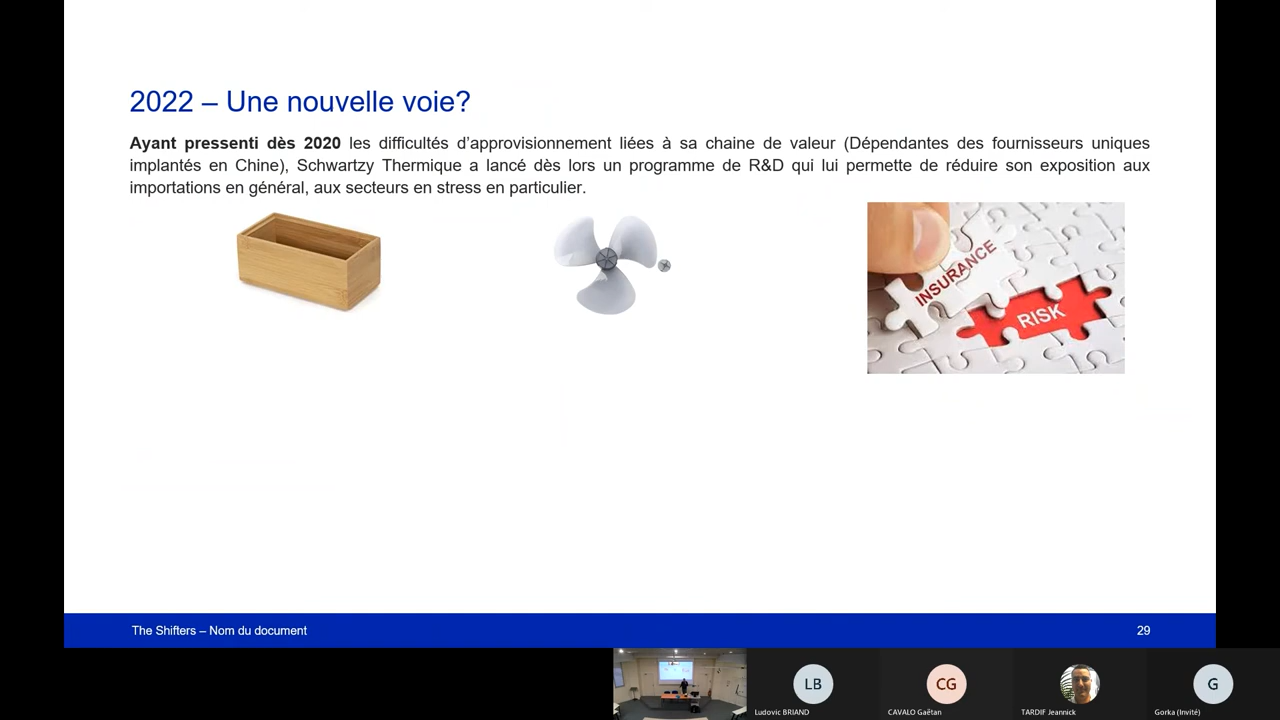 2022 – Une nouvelle voie?
Ayant pressenti dès 2020 les difficultés d'approvisionnement liées à sa chaine de valeur (Dépendantes des fournisseurs uniques
implantés en Chine), Schwartzy Thermique a lancé dès lors un programme de R&D qui lui permette de réduire son exposition aux
importations en général, aux secteurs en stress en particulier.
INSURANCE
RISK
The Shifters – Nom du document
29
LB
CG
G
Ludovic BRIAND
CAVALO Gaëtan
TARDIF Jeannick
Gorka (Invité)